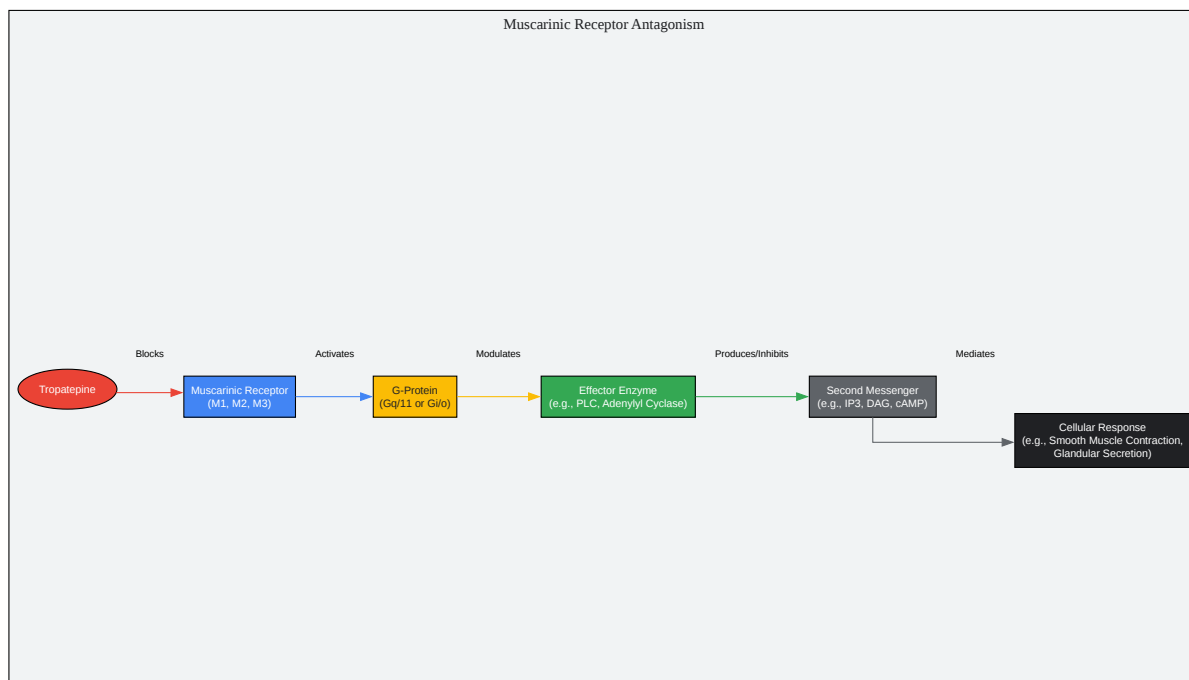 Muscarinic Receptor Antagonism
Blocks
Activates
Modulates
Produces/Inhibits
Mediates
Tropatepine
Muscarinic Receptor
(M1, M2, M3)
G-Protein
(Gq/11 or Gi/o)
Effector Enzyme
(e.g., PLC, Adenylyl Cyclase)
Second Messenger
(e.g., IP3, DAG, cAMP)
Cellular Response
(e.g., Smooth Muscle Contraction,
Glandular Secretion)